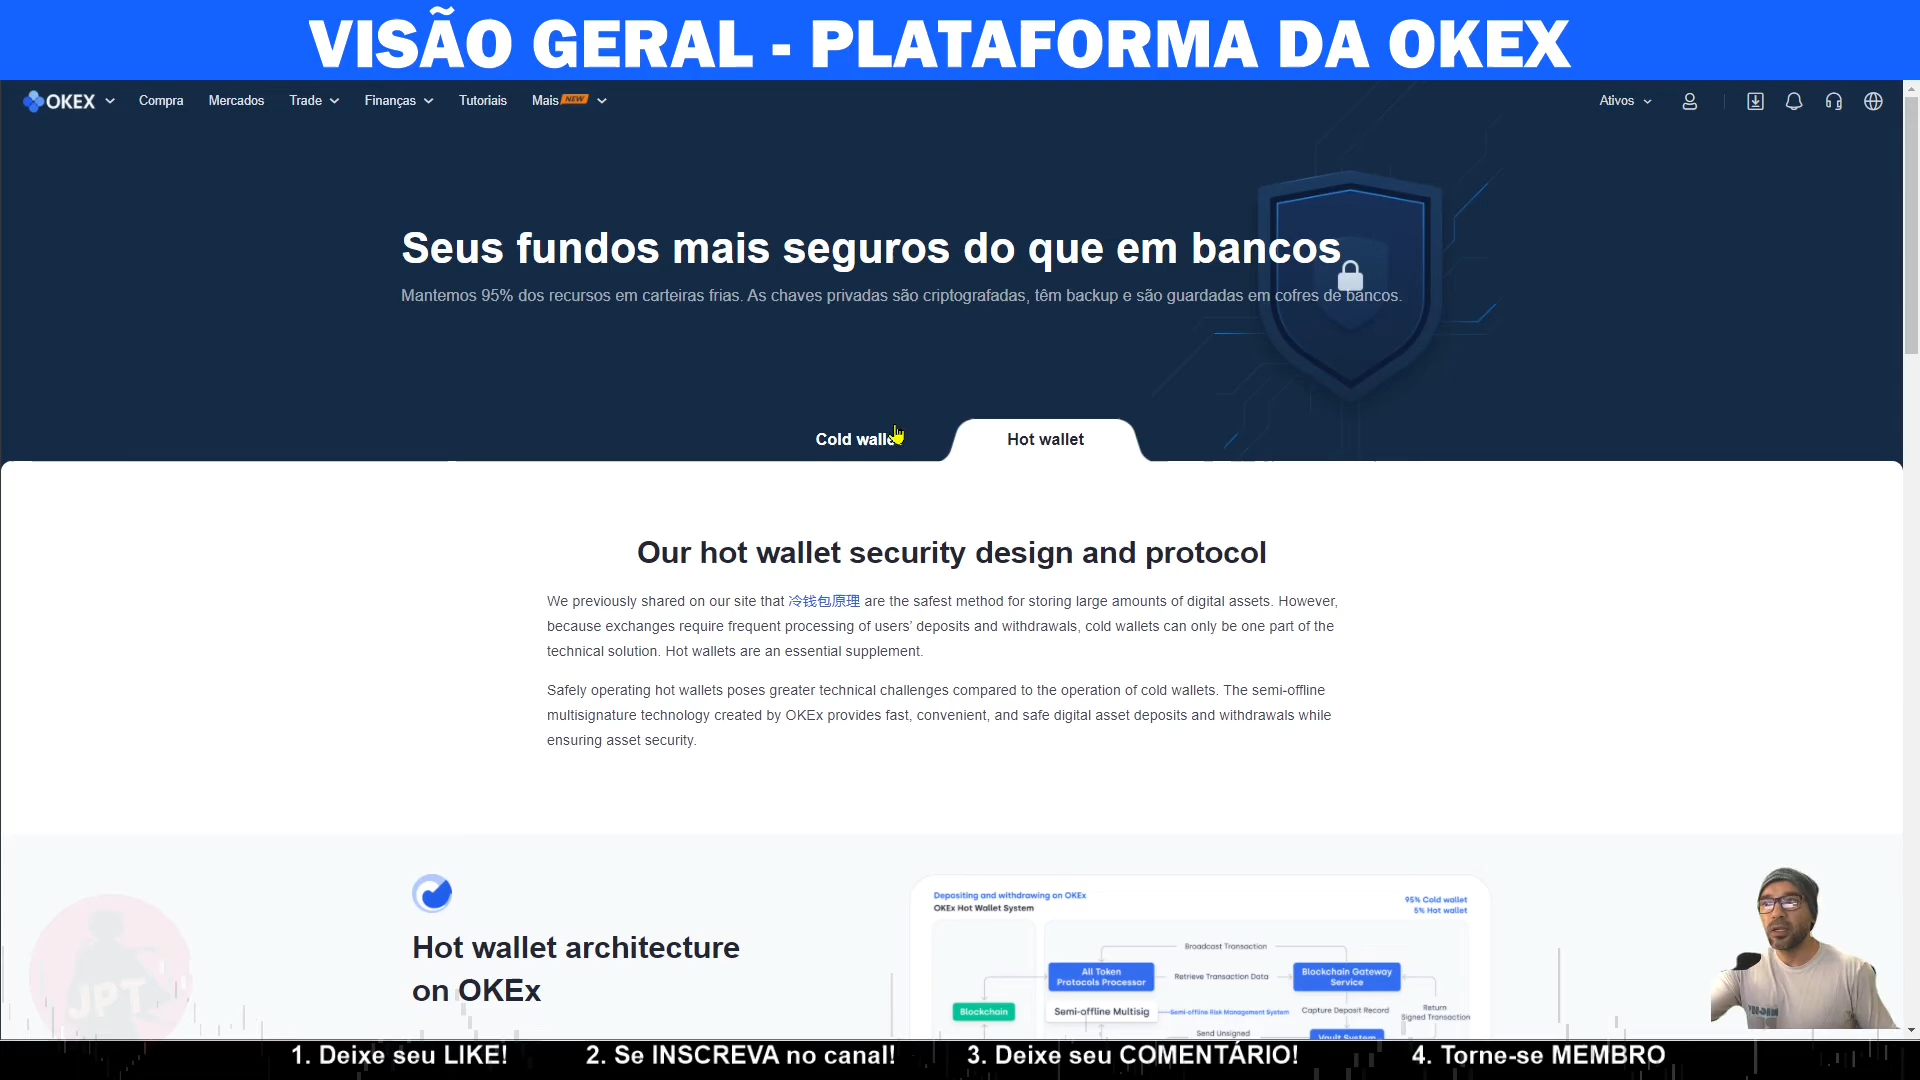 VISÃO GERAL - PLATAFORMA DA OKEX
OKEX Compra Mercados Trade Finanças Tutoriais Mais NEW Ativos
Seus fundos mais seguros do que em bancos
Mantemos 95% dos recursos em carteiras frias. As chaves privadas são criptografadas, têm backup e são guardadas em cofres de bancos.
Cold walle Hot wallet
Our hot wallet security design and protocol
We previously shared on our site that 冷钱包原理 are the safest method for storing large amounts of digital assets. However,
because exchanges require frequent processing of users' deposits and withdrawals, cold wallets can only be one part of the
technical solution. Hot wallets are an essential supplement.
Safely operating hot wallets poses greater technical challenges compared to the operation of cold wallets. The semi-offline
multisignature technology created by OKEx provides fast, convenient, and safe digital asset deposits and withdrawals while
ensuring asset security.
Hot wallet architecture
on OKEx
Depositing and withdrawing on OKEx
OKEx Hot Wallet System
95% Cold wallet
5% Hot wallet
Broadcast Transaction
All Token
Protocols Processor
Retrieve Transaction Data
Blockchain Gateway
Service
Blockchain
Semi-offline Multisig
Semi-offline Risk Management System
Capture Deposit Record
Return
Signed Transaction
Send Unsigned
Vault System
JPT
1. Deixe seu LIKE! 2. Se INSCREVA no canal! 3. Deixe seu COMENTÁRIO! 4. Torne-se MEMBRO